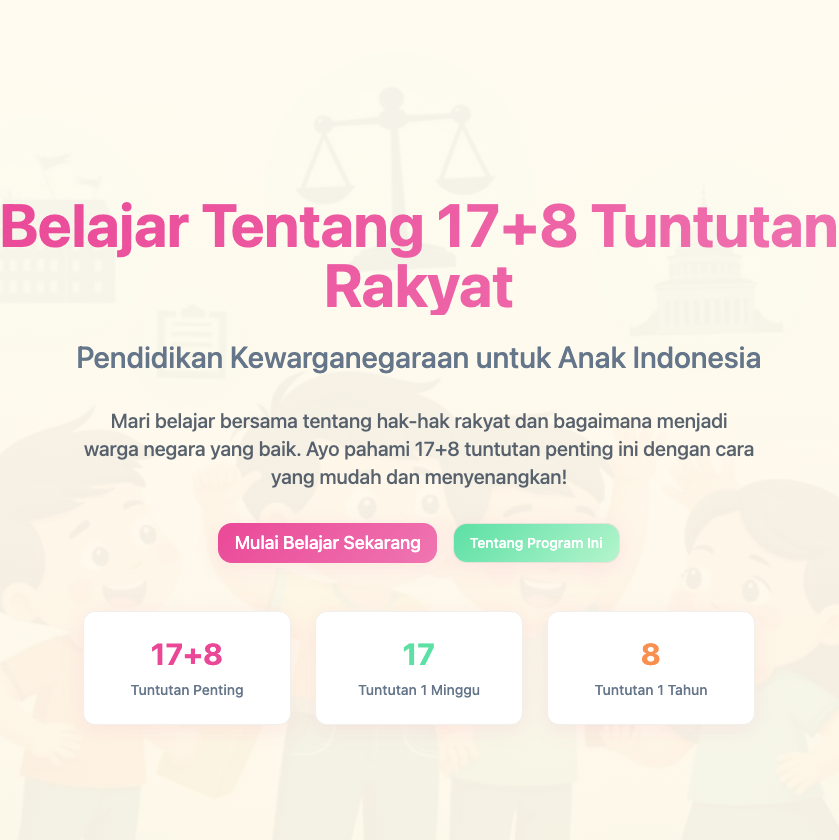 Belajar Tentang 17+8 Tuntutan
Rakyat
Pendidikan Kewarganegaraan untuk Anak Indonesia
Mari belajar bersama tentang hak-hak rakyat dan bagaimana menjadi
warga negara yang baik. Ayo pahami 17+8 tuntutan penting ini dengan cara
yang mudah dan menyenangkan!
Mulai Belajar Sekarang
Tentang Program Ini
17+8
Tuntutan Penting
17
Tuntutan 1 Minggu
8
Tuntutan 1 Tahun